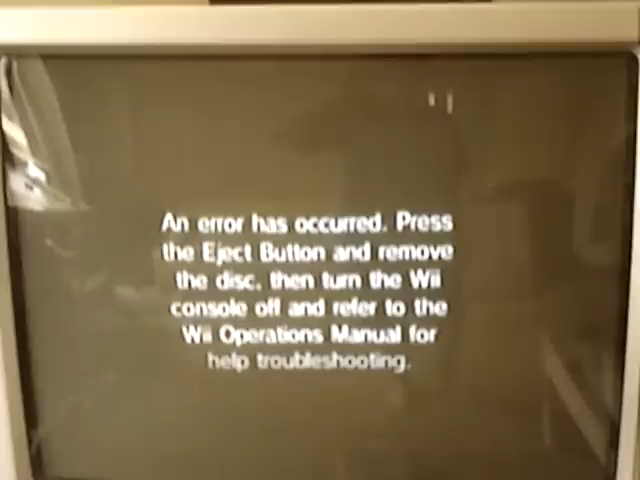 An error has occurred. Press
the Eject Button and remove
the disc, then turn the Wii
console off and refer to the
Wii Operations Manual for
help troubleshooting.